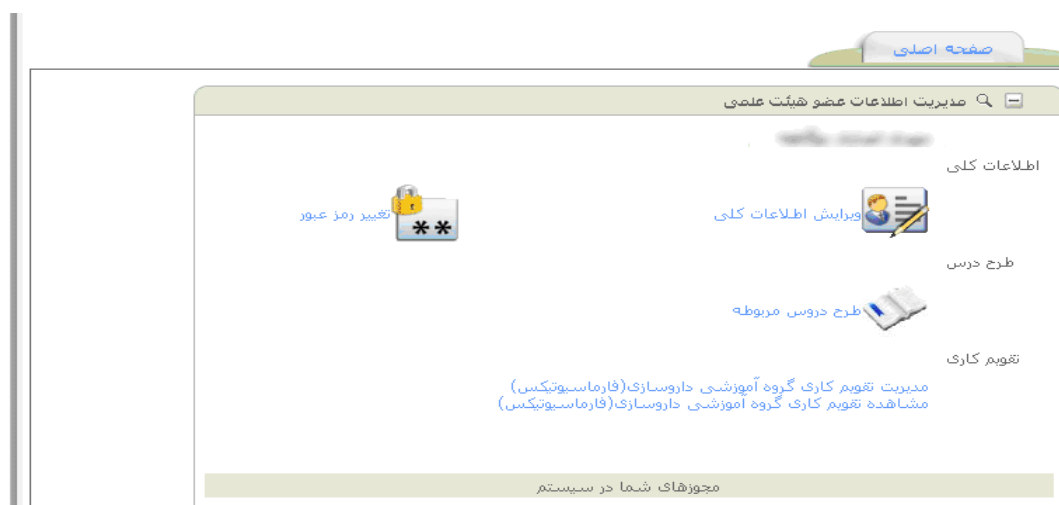 صفحه اصلی
مدیریت اطلاعات عضو هیئت علمی
اطلاعات کلی
ویرایش اطلاعات کلی
تغییر رمز عبور
**
طرح درس
طرح دروس مربوطه
تقویم کاری
مدیریت تقویم کاری گروه آموزشی داروسازی(فارماسیوتیکس)
مشاهده تقویم کاری گروه آموزشی داروسازی(فارماسیوتیکس)
مجوزهای شما در سیستم